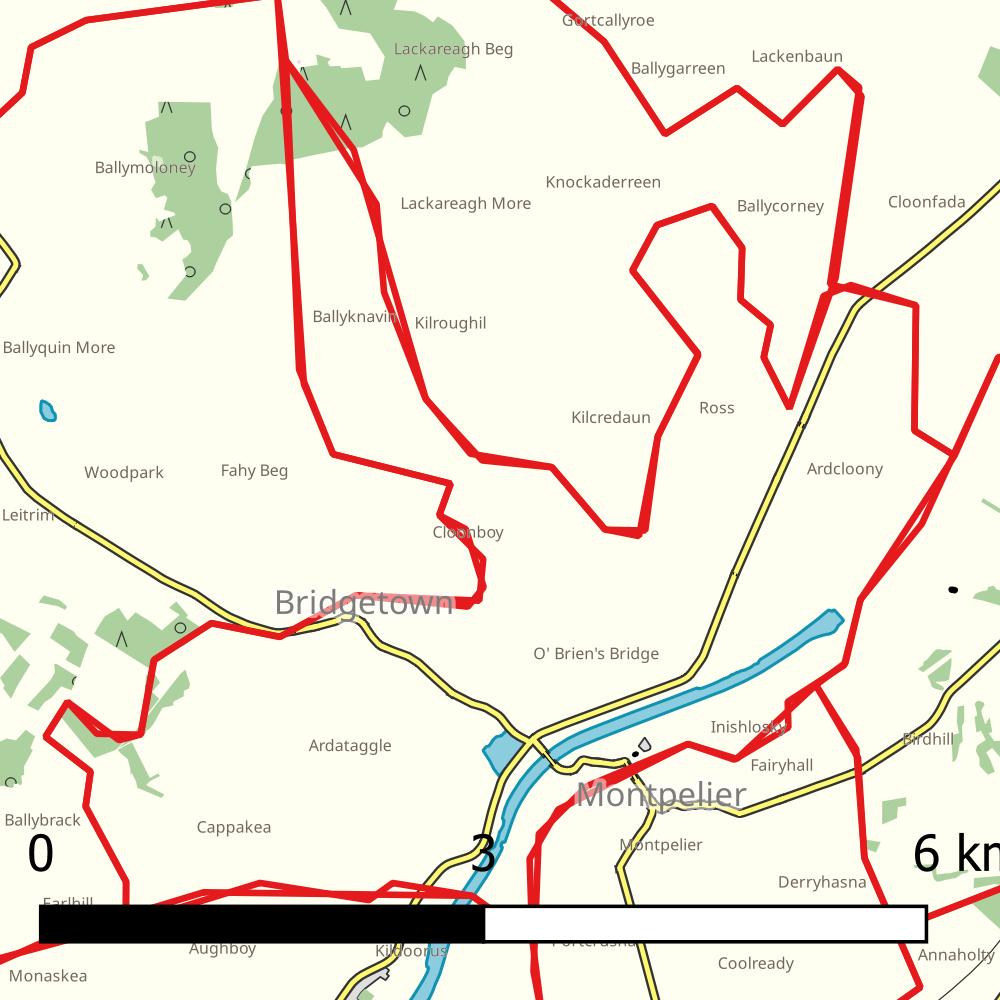 Gortcallyroe
Lackareagh Beg
Lackenbaun
Ballygarreen
Ballymoloney
Knockaderreen
Lackareagh More
Ballycorney
Cloonfada
Ballyknavin
Kilroughil
Ballyquin More
Ross
Kilcredaun
Woodpark
Fahy Beg
Ardcloony
Leitrim
Cloonboy
Bridgetown
O' Brien's Bridge
Inishlosky
Birdhill
Ardataggle
Fairyhall
Montpelier
Ballybrack
Cappakea
Montpelier
0 3 6 km
Derryhasna
Earlhill
Aughboy
Kildoorus
Portcrusha
Coolready
Annaholty
Monaskea